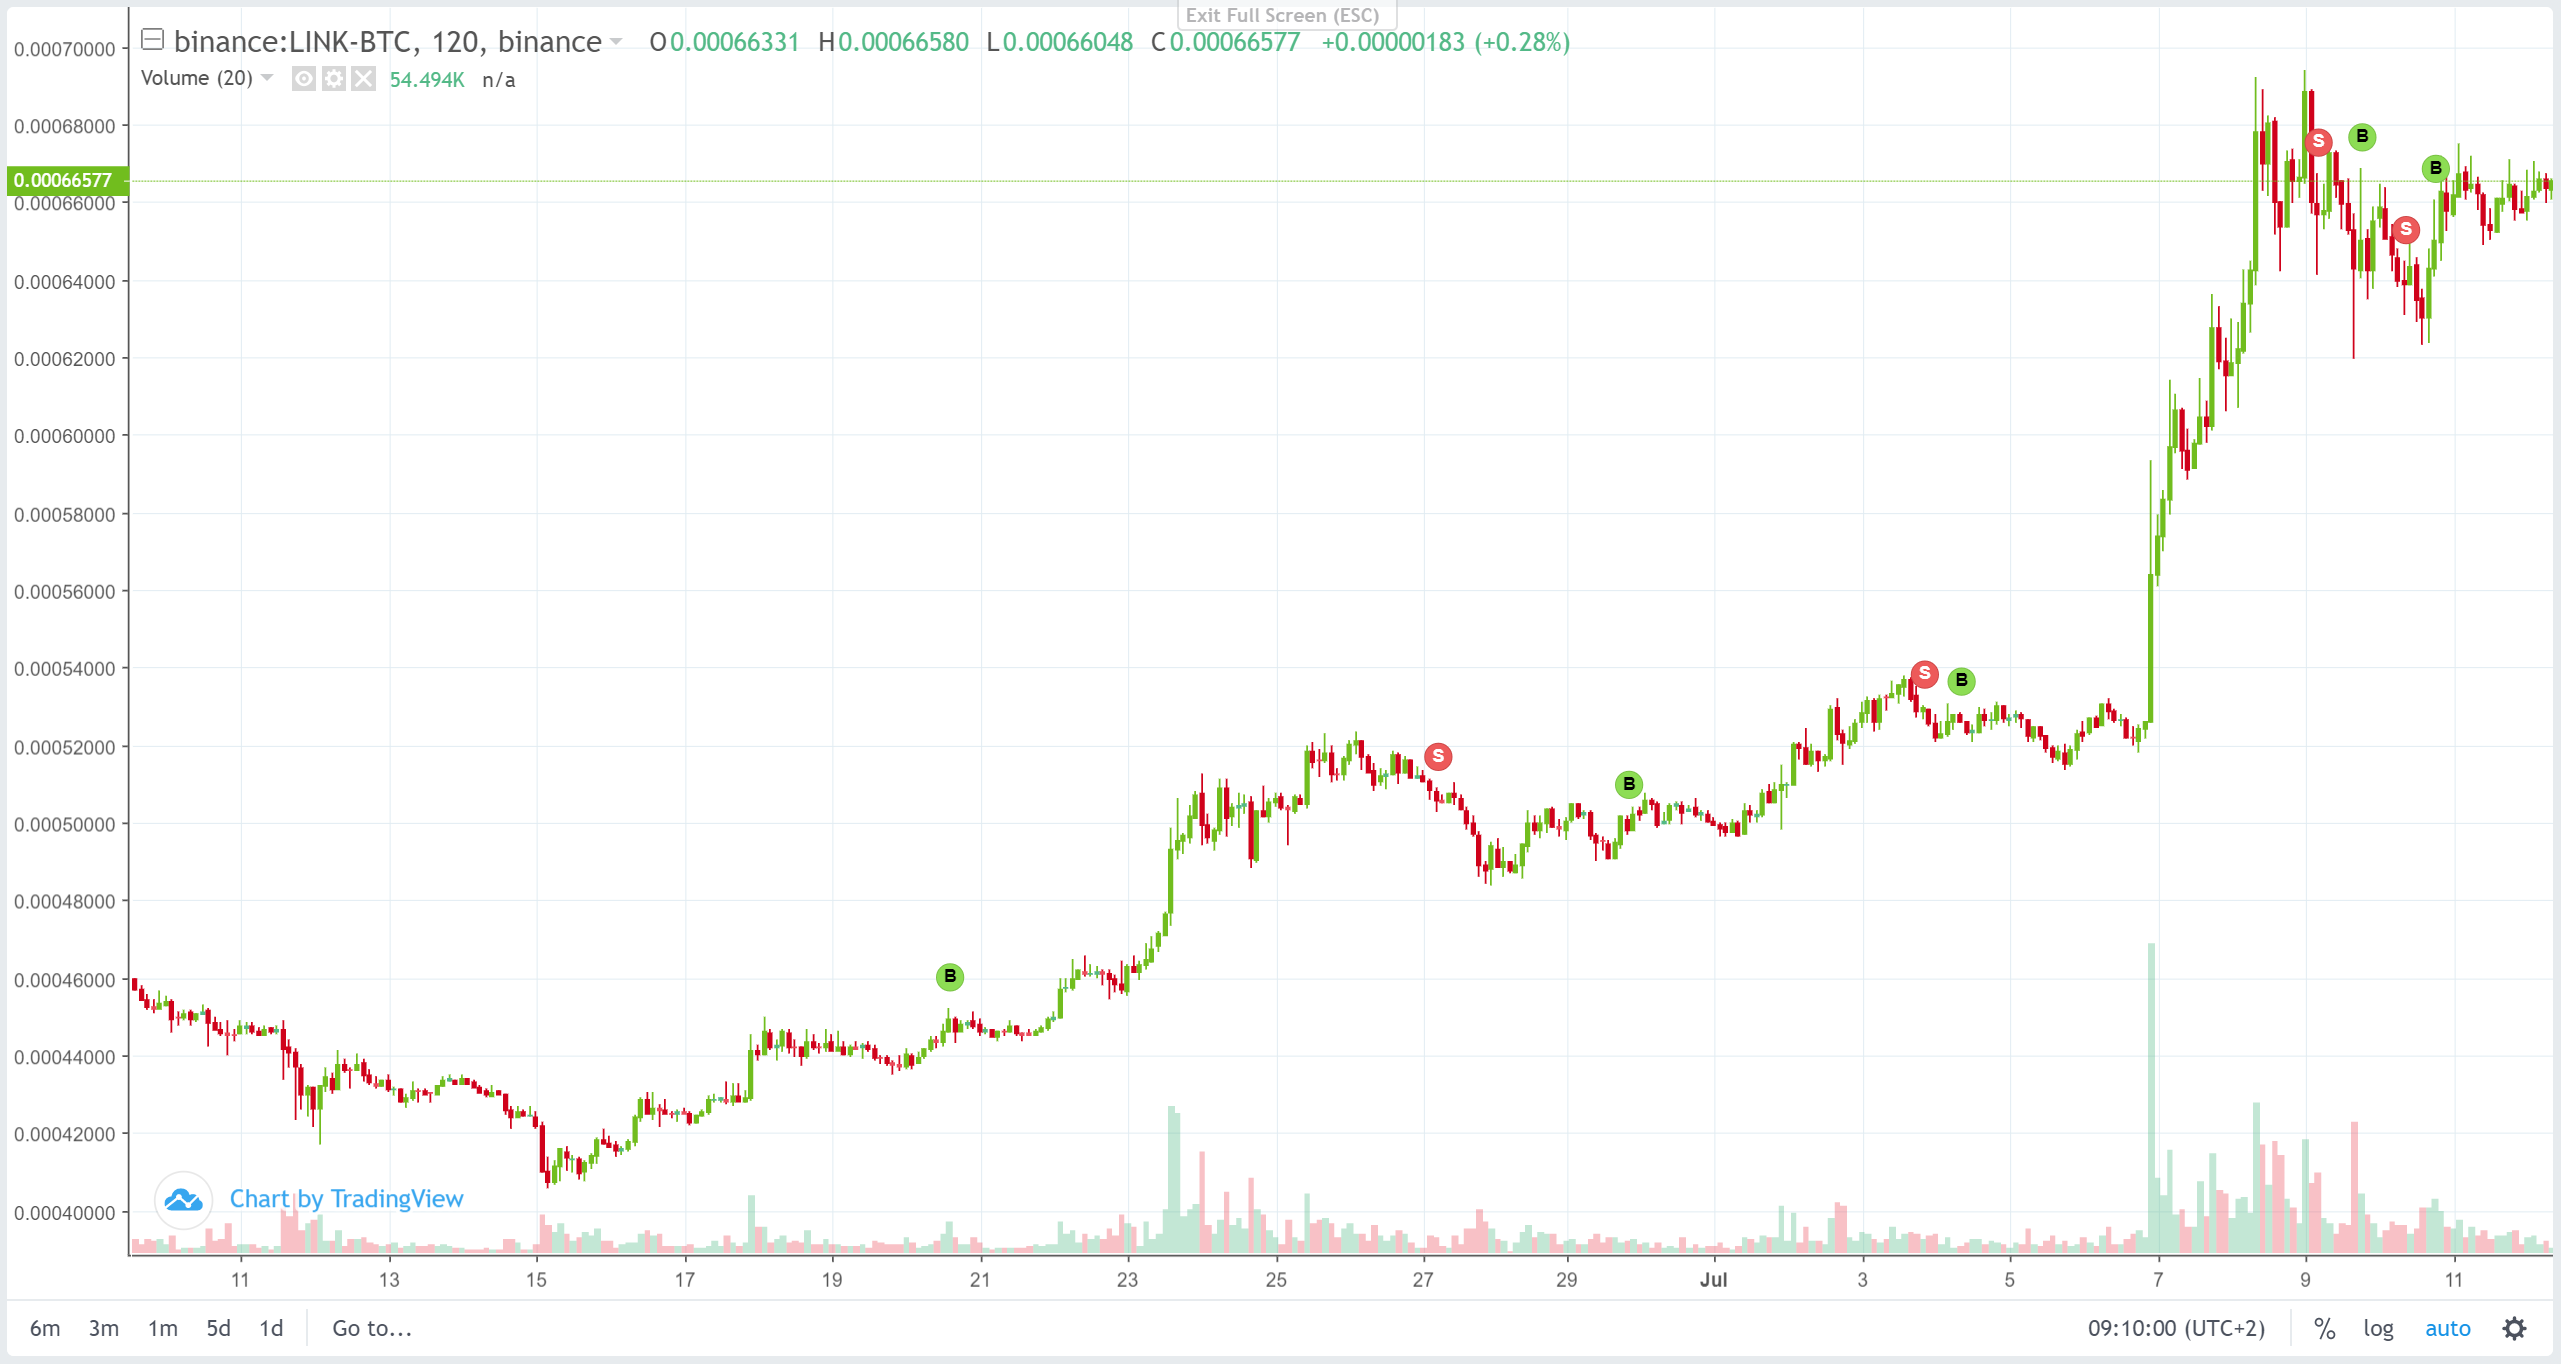 Exit Full Screen (ESC)
binance:LINK-BTC, 120, binance O0.00066331 H0.00066580 L0.00066048 C0.00066577 +0.00000183 (+0.28%)
Volume (20) 54.494K n/a
0.00070000
0.00068000
0.00066577
0.00066000
0.00064000
0.00062000
0.00060000
0.00058000
0.00056000
0.00054000
0.00052000
0.00050000
0.00048000
0.00046000
0.00044000
0.00042000
0.00040000
S
B
B
S
S
B
S
B
B
Chart by TradingView
11 13 15 17 19 21 23 25 27 29 Jul 3 5 7 9 11
6m 3m 1m 5d 1d Go to... 09:10:00 (UTC+2) % log auto